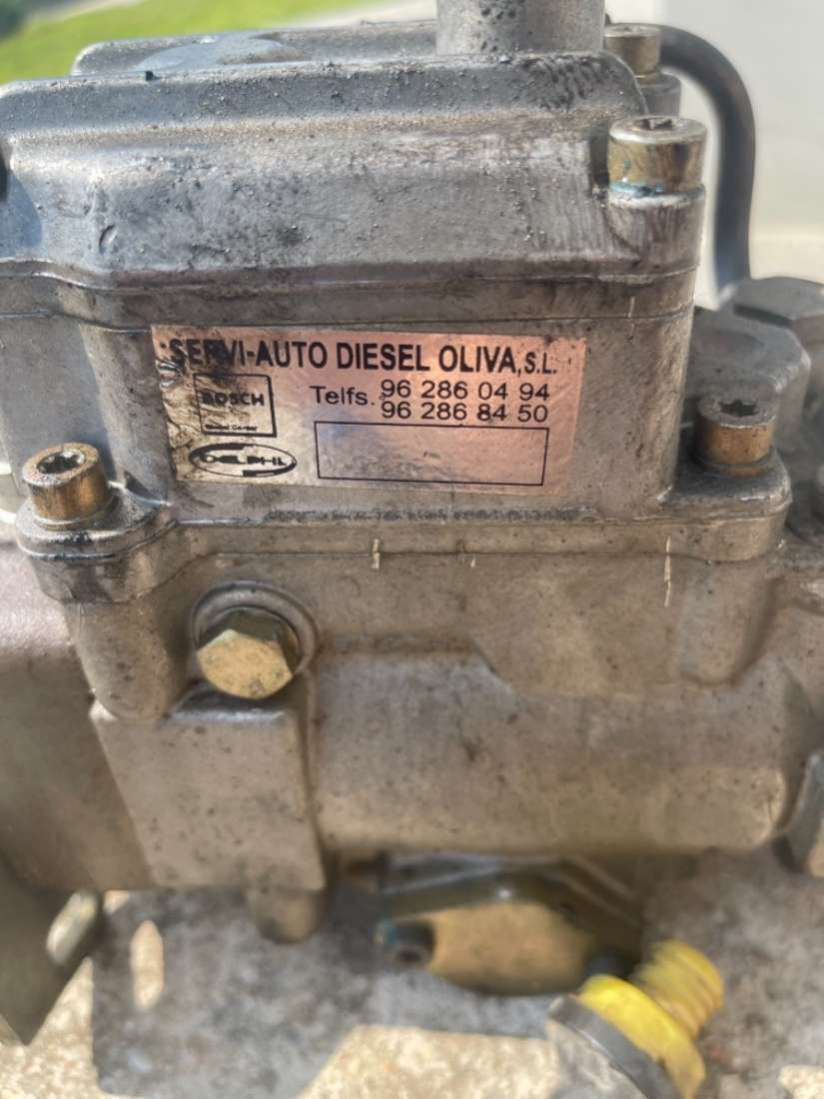 SERVI-AUTO DIESEL OLIVA, S.L.
BOSCH
Telfs. 96 286 04 94
96 286 84 50
DELPHI